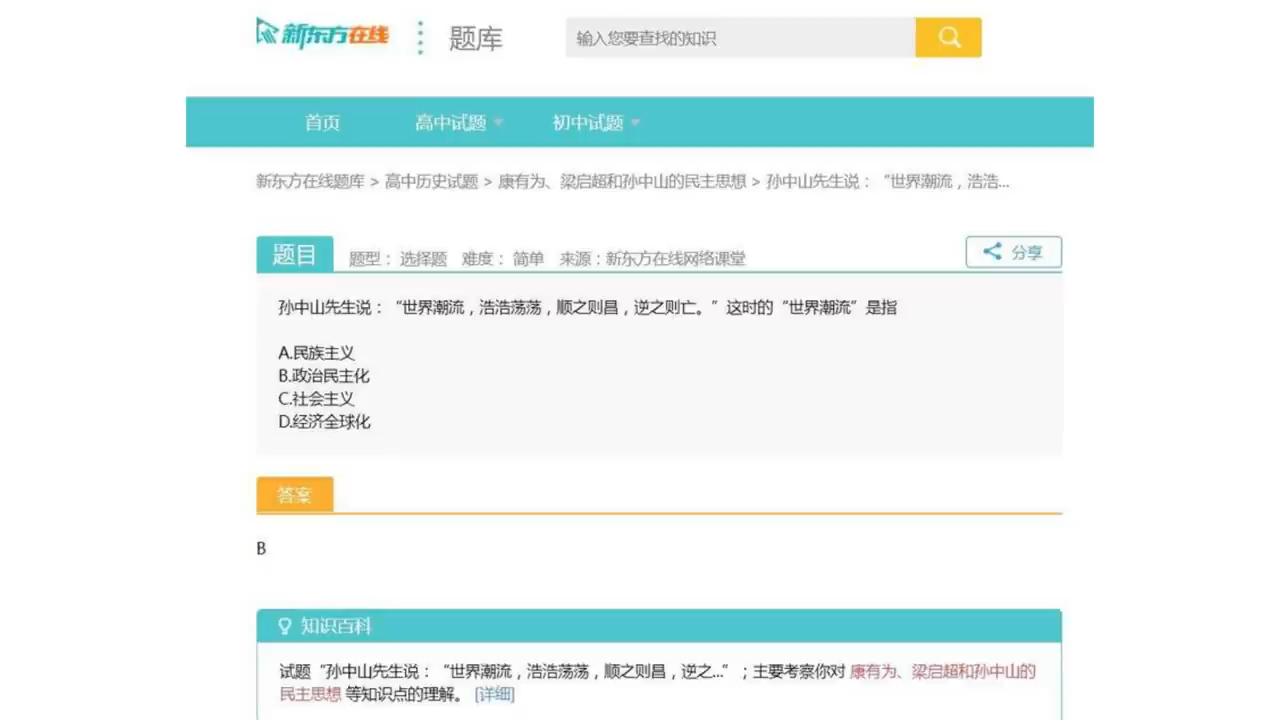 新东方在线 题库 输入您要查找的知识
首页 高中试题 初中试题
新东方在线题库 > 高中历史试题 > 康有为、梁启超和孙中山的民主思想 > 孙中山先生说：“世界潮流，浩浩...
题目 题型： 选择题 难度： 简单 来源：新东方在线网络课堂 分享
孙中山先生说：“世界潮流，浩浩荡荡，顺之则昌，逆之则亡。”这时的“世界潮流”是指
A.民族主义
B.政治民主化
C.社会主义
D.经济全球化
答案
B
知识百科
试题“孙中山先生说：“世界潮流，浩浩荡荡，顺之则昌，逆之...”；主要考察你对 康有为、梁启超和孙中山的
民主思想 等知识点的理解。 [详细]